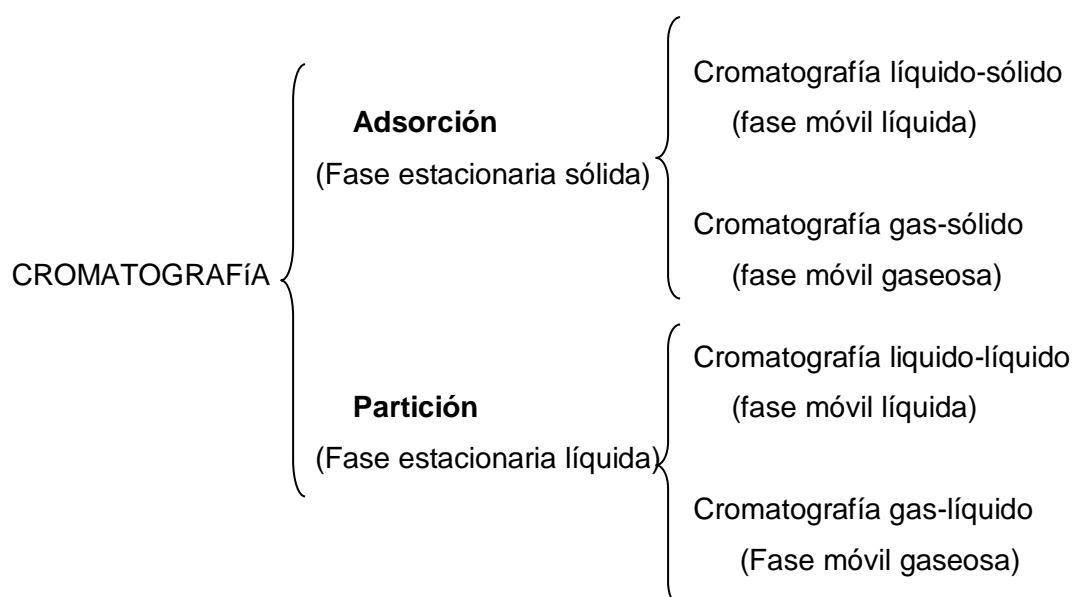 Cromatografía líquido-sólido
(fase móvil líquida)
Adsorción
(Fase estacionaria sólida)
Cromatografía gas-sólido
(fase móvil gaseosa)
CROMATOGRAFíA
Cromatografía liquido-líquido
(fase móvil líquida)
Partición
(Fase estacionaria líquida)
Cromatografía gas-líquido
(Fase móvil gaseosa)